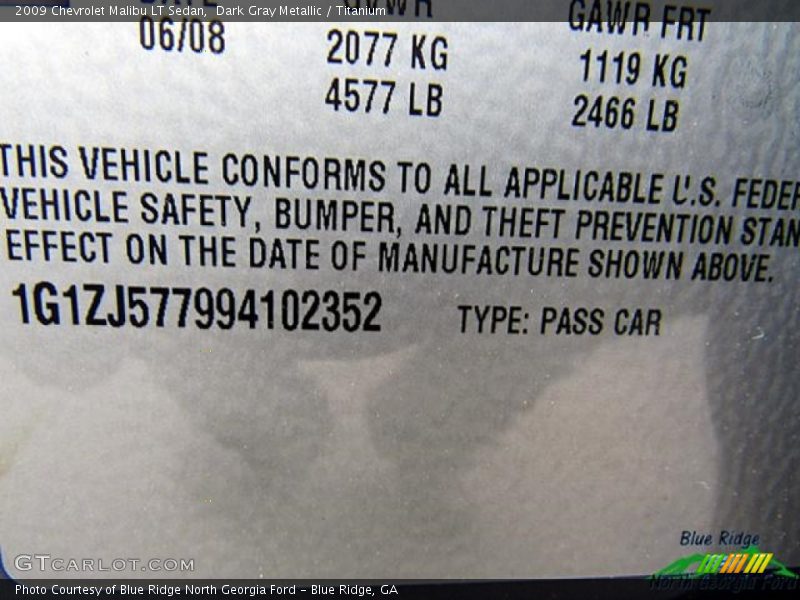 2009 Chevrolet Malibu LT Sedan,  Dark Gray Metallic / Titanium
GAWR FRT
06/08 2077 KG 1119 KG
4577 LB 2466 LB
THIS VEHICLE CONFORMS TO ALL APPLICABLE U.S. FEDER
VEHICLE SAFETY, BUMPER, AND THEFT PREVENTION STAN
EFFECT ON THE DATE OF MANUFACTURE SHOWN ABOVE.
1G1ZJ577994102352 TYPE: PASS CAR
Blue Ridge
North Georgia Ford
GTCARLOT.COM
Photo Courtesy of Blue Ridge North Georgia Ford – Blue Ridge, GA